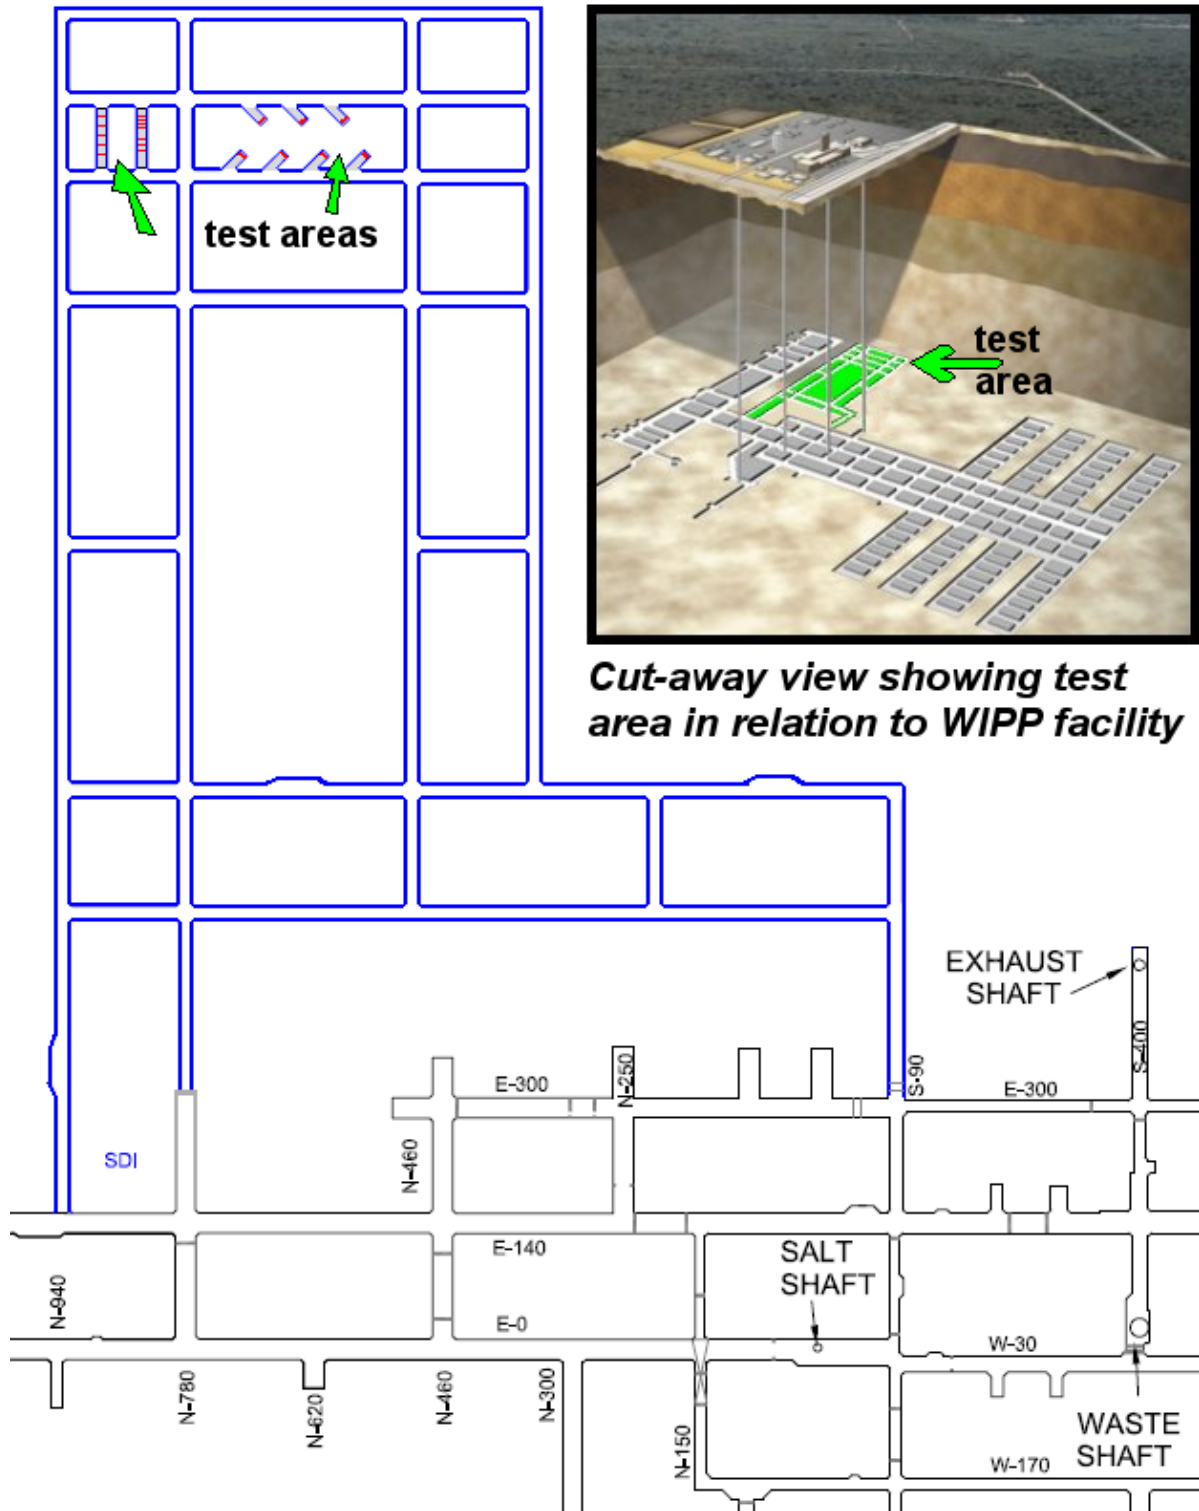 test areas
test
area
Cut-away view showing test
area in relation to WIPP facility
EXHAUST
SHAFT
S-400
E-300
N-250
S-90
E-300
SDI
N-460
E-140
SALT
SHAFT
N-940
E-0
W-30
N-780
N-620
N-460
N-300
N-150
WASTE
SHAFT
W-170